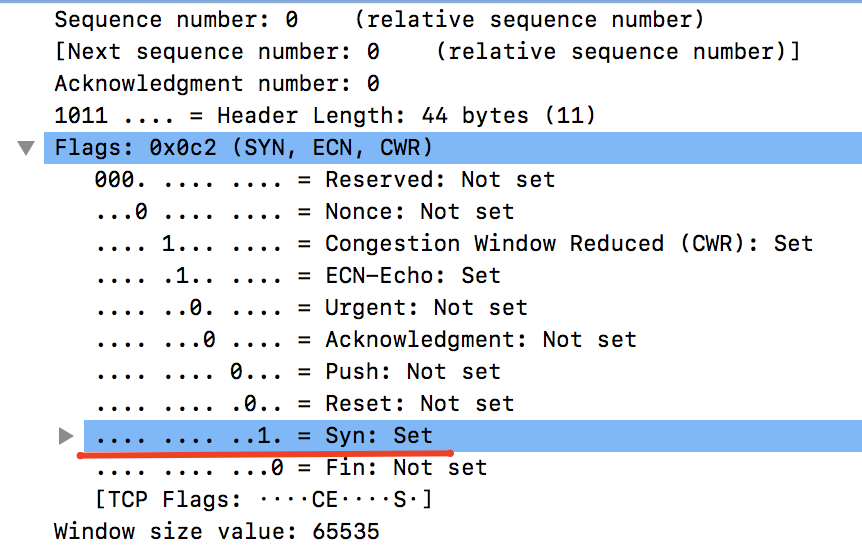 Sequence number: 0    (relative sequence number)
[Next sequence number: 0    (relative sequence number)]
Acknowledgment number: 0
1011 .... = Header Length: 44 bytes (11)
Flags: 0x0c2 (SYN, ECN, CWR)
000. .... .... = Reserved: Not set
...0 .... .... = Nonce: Not set
.... 1... .... = Congestion Window Reduced (CWR): Set
.... .1.. .... = ECN-Echo: Set
.... ..0. .... = Urgent: Not set
.... ...0 .... = Acknowledgment: Not set
.... .... 0... = Push: Not set
.... .... .0.. = Reset: Not set
.... .... ..1. = Syn: Set
.... .... ...0 = Fin: Not set
[TCP Flags: ····CE····S·]
Window size value: 65535